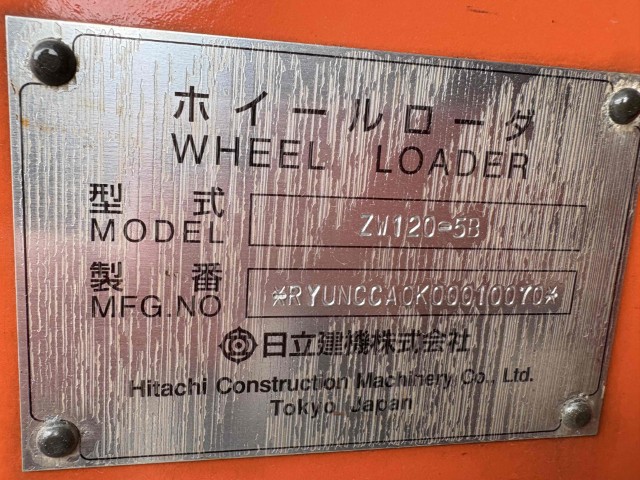 ホイールローダ
WHEEL LOADER
型式 ZW120-5B
MODEL
製番 *RYUNCCA0K00010070*
MFG.NO
日立建機株式会社
Hitachi Construction Machinery Co., Ltd.
Tokyo, Japan